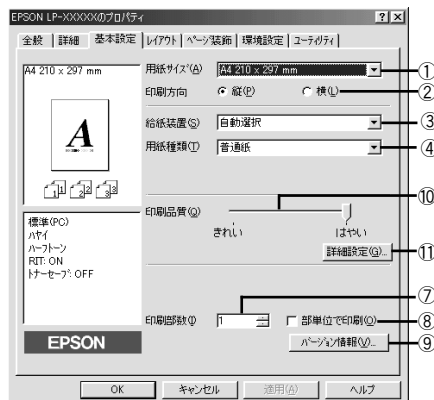 EPSON LP-XXXXXのプロパティ
全般 詳細 基本設定 レイアウト ページ装飾 環境設定 ユーティリティ
A4 210 x 297 mm
用紙サイズ(A) A4 210 x 297 mm ①
印刷方向 縦(P) 横(L) ②
給紙装置(S) 自動選択 ③
用紙種類(T) 普通紙 ④
A
1 1 2 2 3 3
印刷品質(Q) ⑩
きれい はやい
詳細設定(G)... ⑪
標準(PC)
ハヤイ
ハーフトーン
RIT: ON
トナーセーブ: OFF
⑦
印刷部数(I) 1 部単位で印刷(O) ⑧
EPSON
バージョン情報(V)... ⑨
OK キャンセル 適用(A) ヘルプ